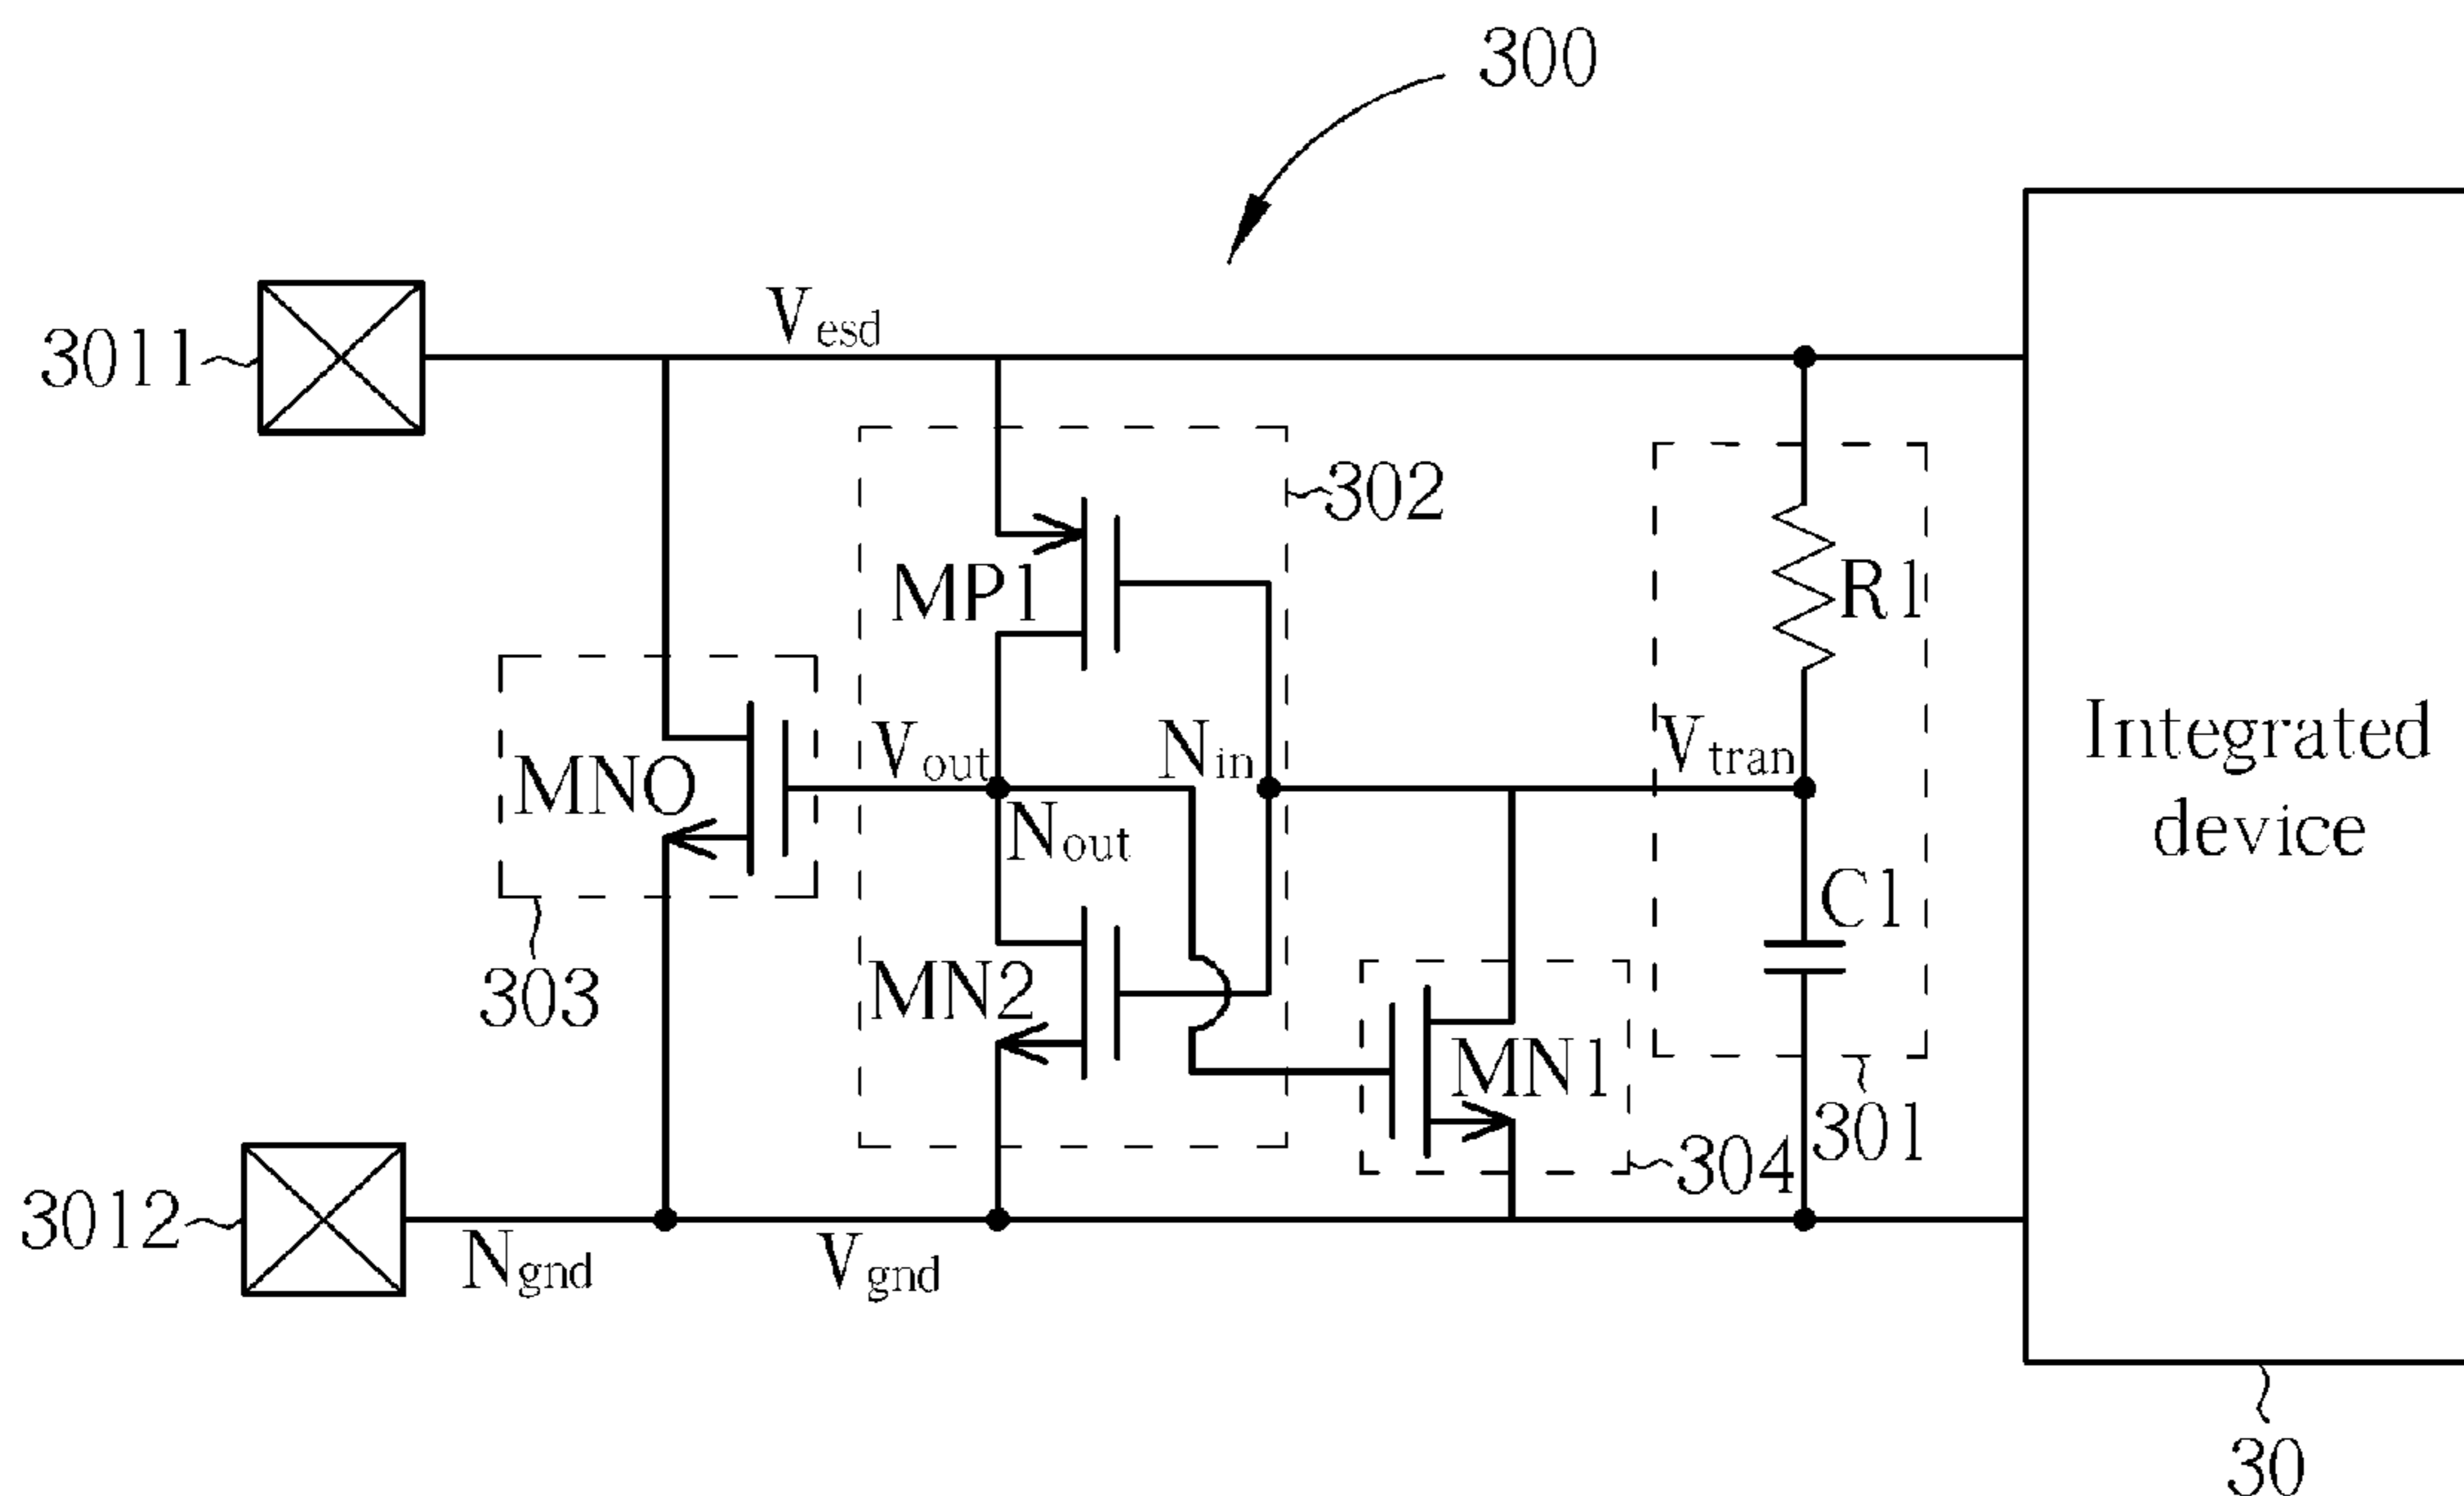 300
Vesd
3011
302
MP1
R1
Vout
Nin
Vtran
MNO
Nout
Integrated
device
C1
303
MN2
MN1
301
304
3012
Ngnd
Vgnd
30